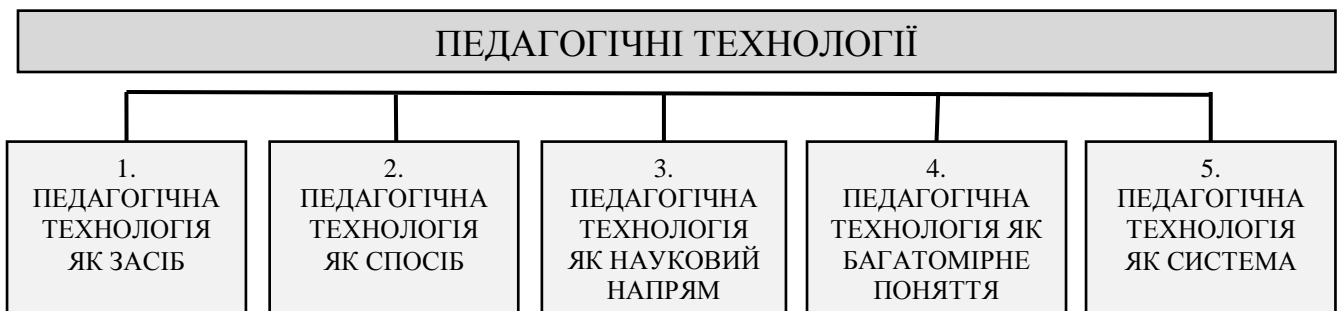 ПЕДАГОГІЧНІ ТЕХНОЛОГІЇ
1.
ПЕДАГОГІЧНА
ТЕХНОЛОГІЯ
ЯК ЗАСІБ
2.
ПЕДАГОГІЧНА
ТЕХНОЛОГІЯ
ЯК СПОСІБ
3.
ПЕДАГОГІЧНА
ТЕХНОЛОГІЯ
ЯК НАУКОВИЙ
НАПРЯМ
4.
ПЕДАГОГІЧНА
ТЕХНОЛОГІЯ ЯК
БАГАТОМІРНЕ
ПОНЯТТЯ
5.
ПЕДАГОГІЧНА
ТЕХНОЛОГІЯ
ЯК СИСТЕМА